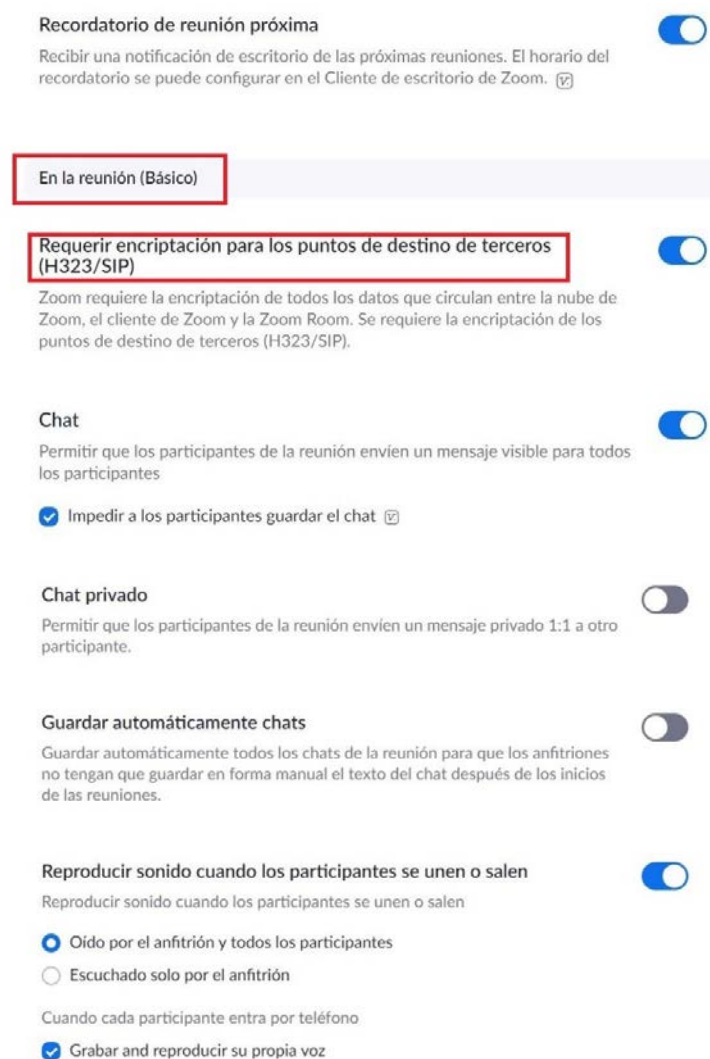 Recordatorio de reunión próxima
Recibir una notificación de escritorio de las próximas reuniones. El horario del
recordatorio se puede configurar en el Cliente de escritorio de Zoom.
En la reunión (Básico)
Requerir encriptación para los puntos de destino de terceros
(H323/SIP)
Zoom requiere la encriptación de todos los datos que circulan entre la nube de
Zoom, el cliente de Zoom y la Zoom Room. Se requiere la encriptación de los
puntos de destino de terceros (H323/SIP).
Chat
Permitir que los participantes de la reunión envíen un mensaje visible para todos
los participantes
Impedir a los participantes guardar el chat
Chat privado
Permitir que los participantes de la reunión envíen un mensaje privado 1:1 a otro
participante.
Guardar automáticamente chats
Guardar automáticamente todos los chats de la reunión para que los anfitriones
no tengan que guardar en forma manual el texto del chat después de los inicios
de las reuniones.
Reproducir sonido cuando los participantes se unen o salen
Reproducir sonido cuando los participantes se unen o salen
Oído por el anfitrión y todos los participantes
Escuchado solo por el anfitrión
Cuando cada participante entra por teléfono
Grabar and reproducir su propia voz